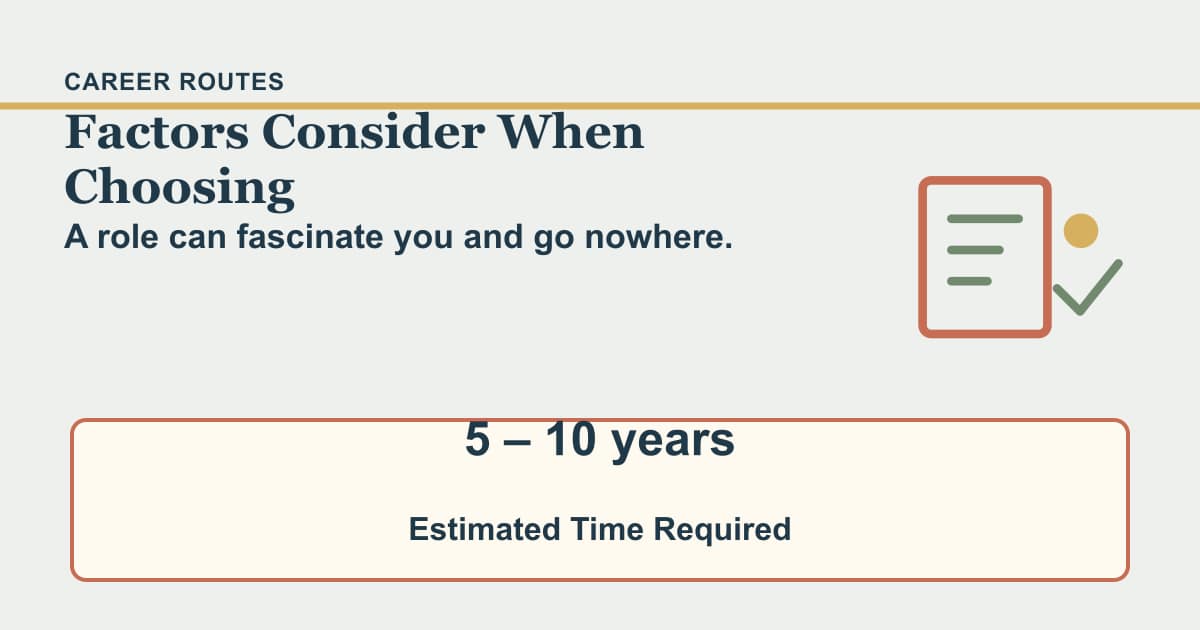 CAREER ROUTES
Factors Consider When
Choosing
A role can fascinate you and go nowhere.
5 – 10 years
Estimated Time Required